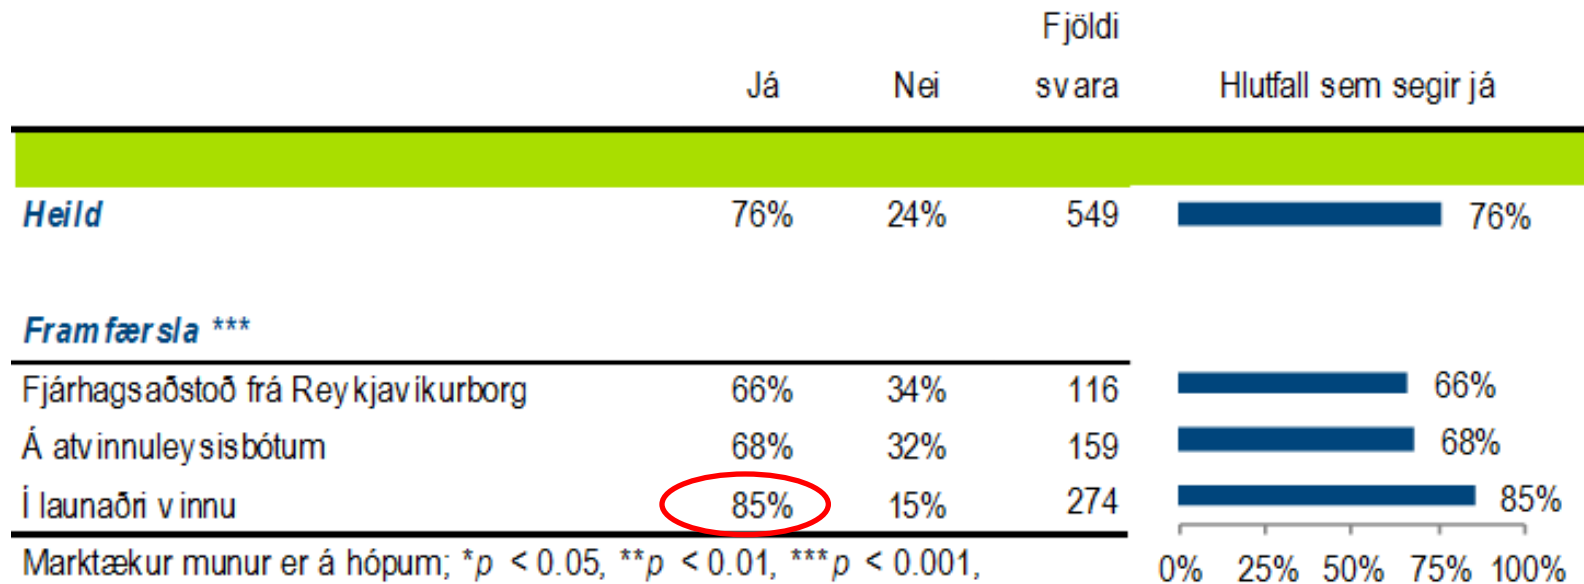 Fjöldi
Já Nei svara Hlutfall sem segir já
Heild 76% 24% 549 76%
Framfærsla ***
Fjárhagsaðstoð frá Reykjavíkurborg 66% 34% 116 66%
Á atvinnuleysisbótum 68% 32% 159 68%
Í launaðri vinnu 85% 15% 274 85%
Marktækur munur er á hópum; *p < 0.05, **p < 0.01, ***p < 0.001,
0% 25% 50% 75% 100%